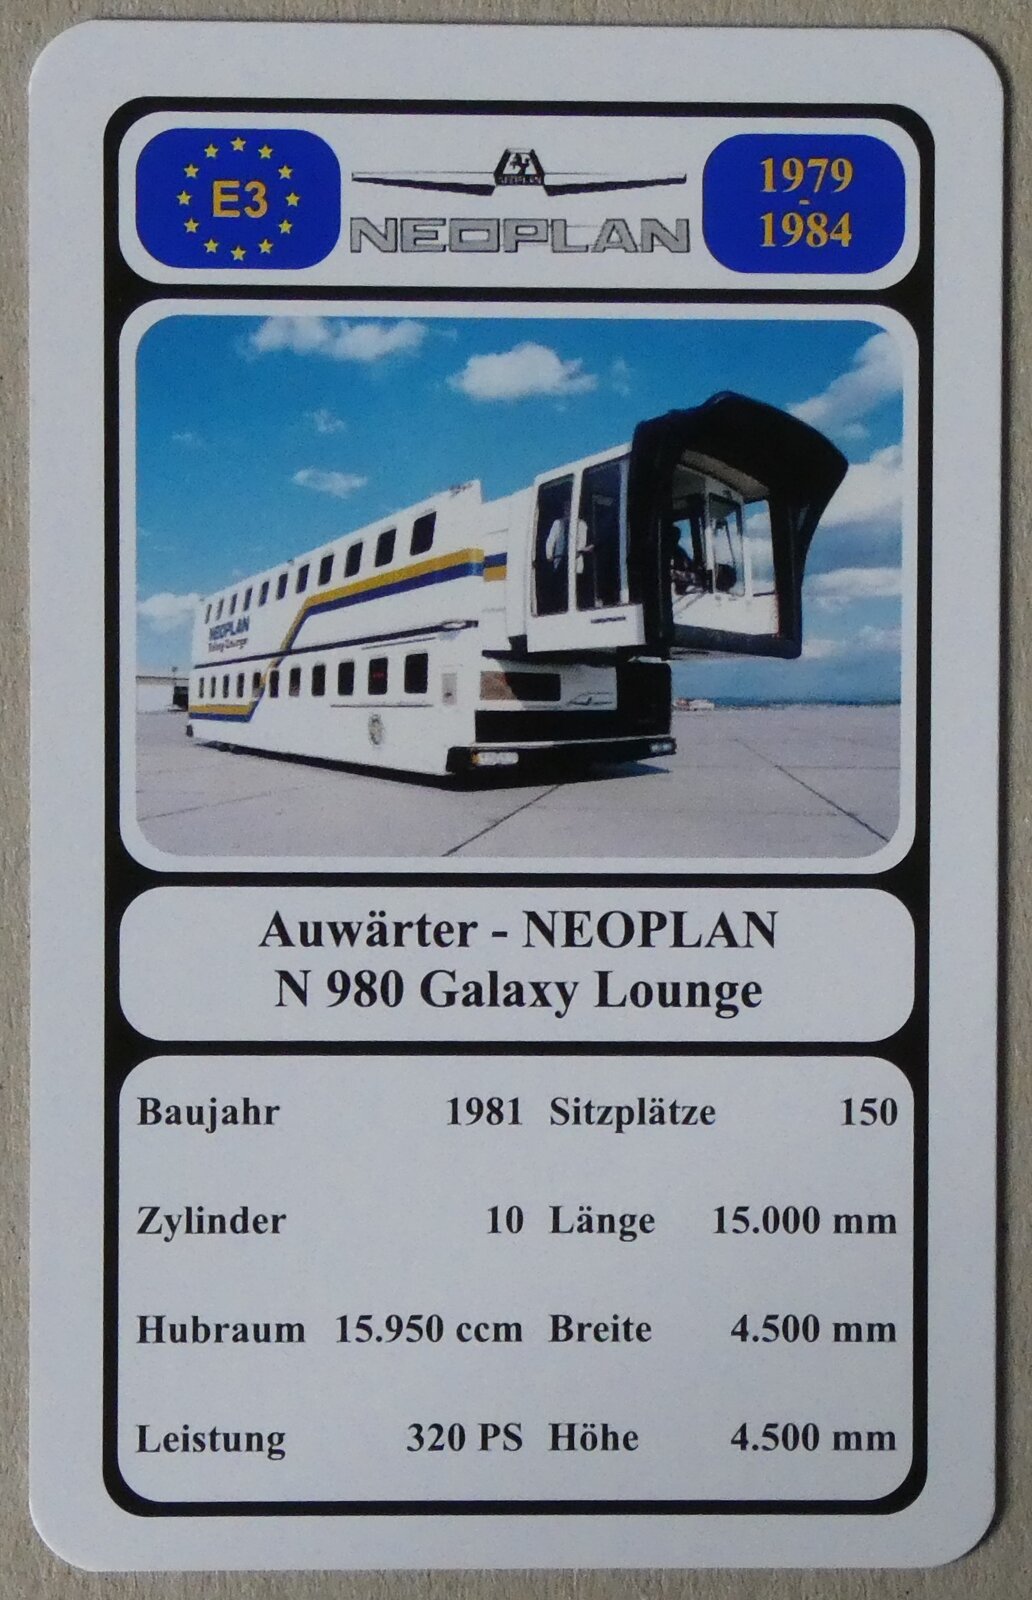 E3
NEOPLAN
NEOPLAN
1979
-
1984
NEOPLAN
Auwärter - NEOPLAN
N 980 Galaxy Lounge
Baujahr 1981 Sitzplätze 150
Zylinder 10 Länge 15.000 mm
Hubraum 15.950 ccm Breite 4.500 mm
Leistung 320 PS Höhe 4.500 mm